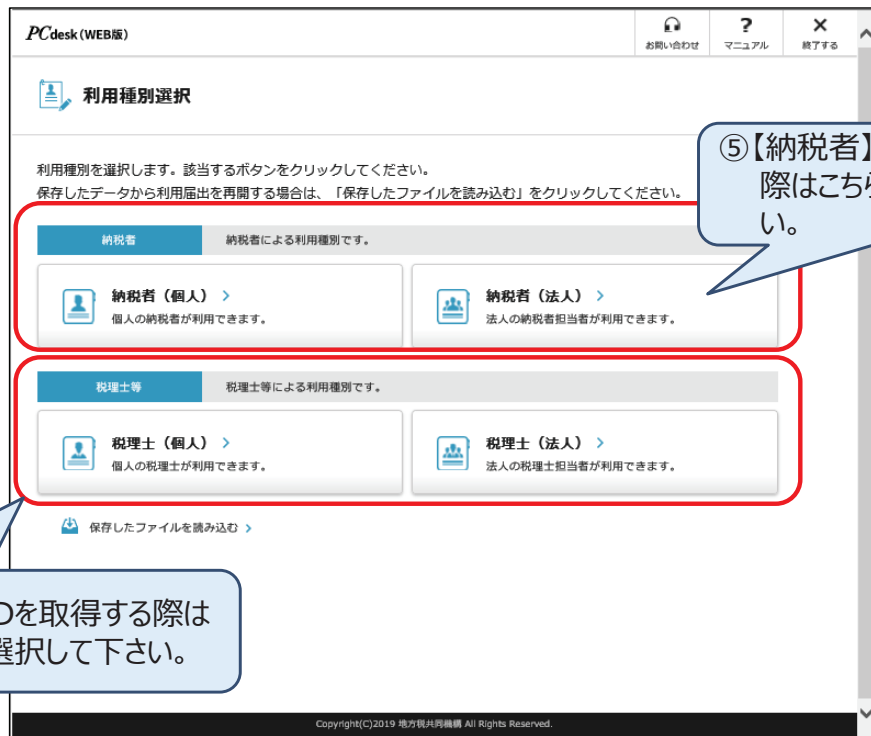 PCdesk(WEB版)
お問い合わせ
?
マニュアル
×
終了する
利用種別選択
⑤【納税者】
際はこちら
い。
利用種別を選択します。該当するボタンをクリックしてください。
保存したデータから利用届出を再開する場合は、「保存したファイルを読み込む」をクリックしてください。
納税者
納税者による利用種別です。
納税者(個人) >
個人の納税者が利用できます。
納税者(法人) >
法人の納税者担当者が利用できます。
税理士等
税理士等による利用種別です。
税理士(個人) >
個人の税理士が利用できます。
税理士(法人) >
法人の税理士担当者が利用できます。
保存したファイルを読み込む >
を取得する際は
選択して下さい。
Copyright(C)2019 地方税共同機構 All Rights Reserved.